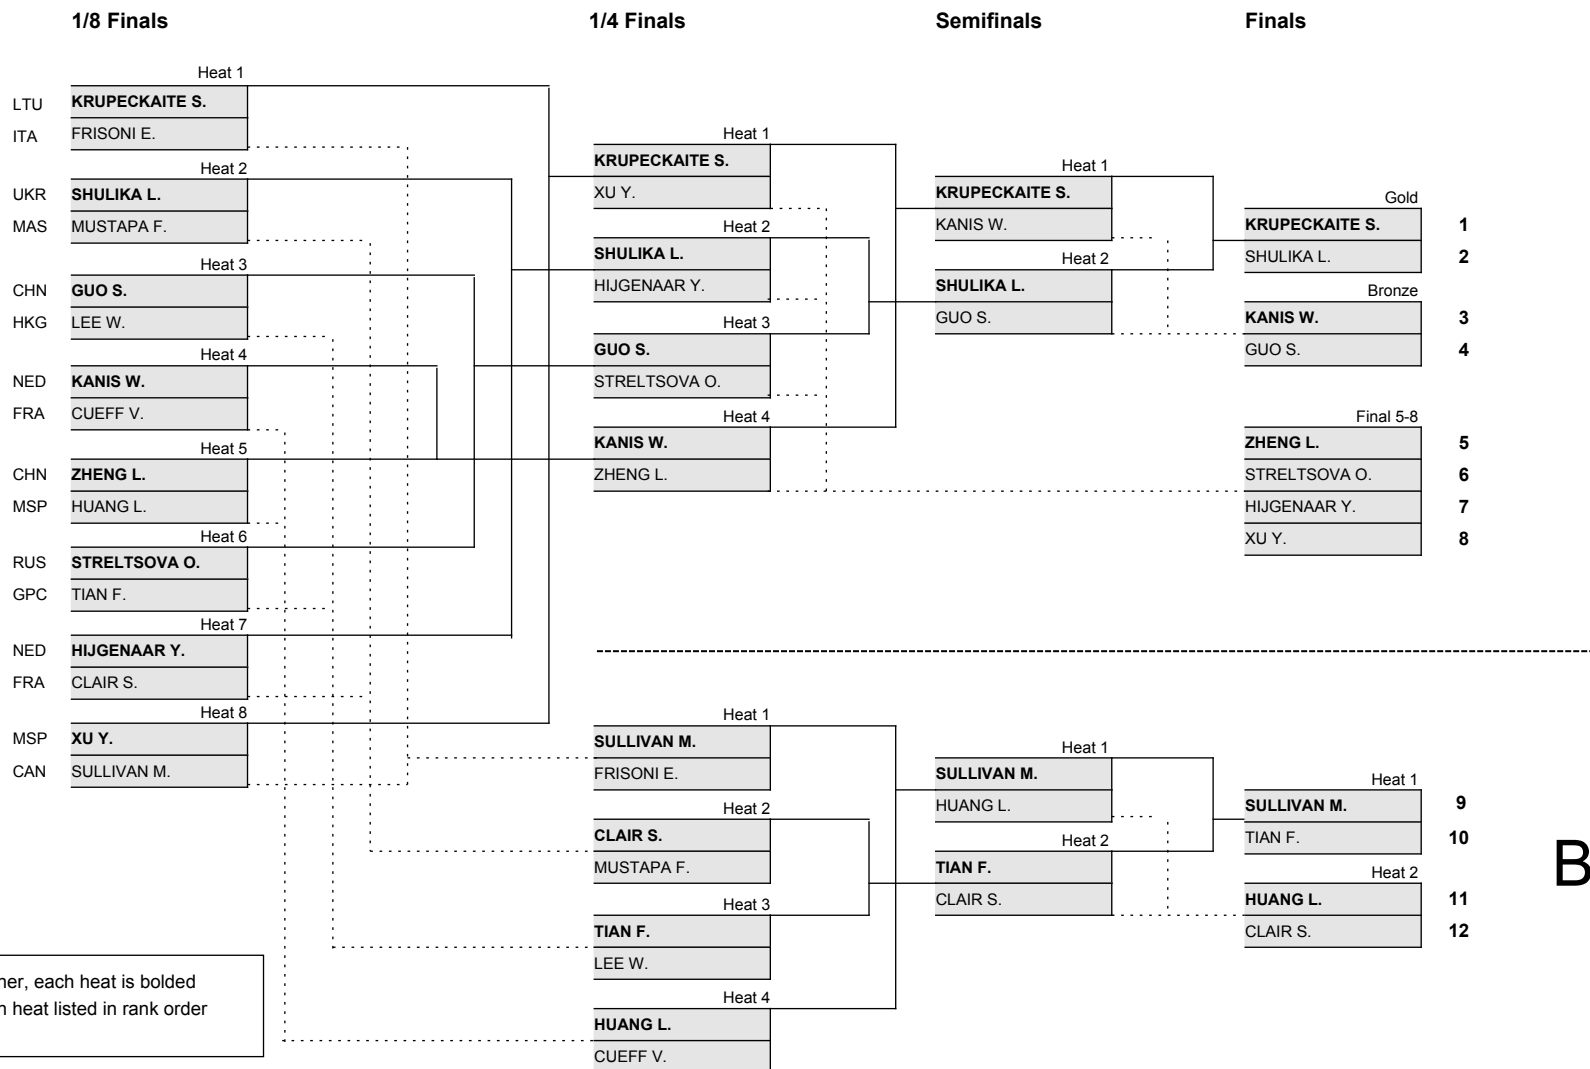 1/8 Finals 1/4 Finals Semifinals Finals
Heat 1
LTU KRUPECKAITE S.
ITA FRISONI E.
Heat 2
UKR SHULIKA L.
MAS MUSTAPA F.
Heat 3
CHN GUO S.
HKG LEE W.
Heat 4
NED KANIS W.
FRA CUEFF V.
Heat 5
CHN ZHENG L.
MSP HUANG L.
Heat 6
RUS STRELTSOVA O.
GPC TIAN F.
Heat 7
NED HIJGENAAR Y.
FRA CLAIR S.
Heat 8
MSP XU Y.
CAN SULLIVAN M.
Heat 1
KRUPECKAITE S.
XU Y.
Heat 2
SHULIKA L.
HIJGENAAR Y.
Heat 3
GUO S.
STRELTSOVA O.
Heat 4
KANIS W.
ZHENG L.
Heat 1
KRUPECKAITE S.
KANIS W.
Heat 2
SHULIKA L.
GUO S.
Gold
KRUPECKAITE S. 1
SHULIKA L. 2
Bronze
KANIS W. 3
GUO S. 4
Final 5-8
ZHENG L. 5
STRELTSOVA O. 6
HIJGENAAR Y. 7
XU Y. 8
Heat 1
SULLIVAN M.
FRISONI E.
Heat 2
CLAIR S.
MUSTAPA F.
Heat 3
TIAN F.
LEE W.
Heat 4
HUANG L.
CUEFF V.
Heat 1
SULLIVAN M.
HUANG L.
Heat 2
TIAN F.
CLAIR S.
Heat 1
SULLIVAN M. 9
TIAN F. 10
Heat 2
HUANG L. 11
CLAIR S. 12
B
ner, each heat is bolded
heat listed in rank order